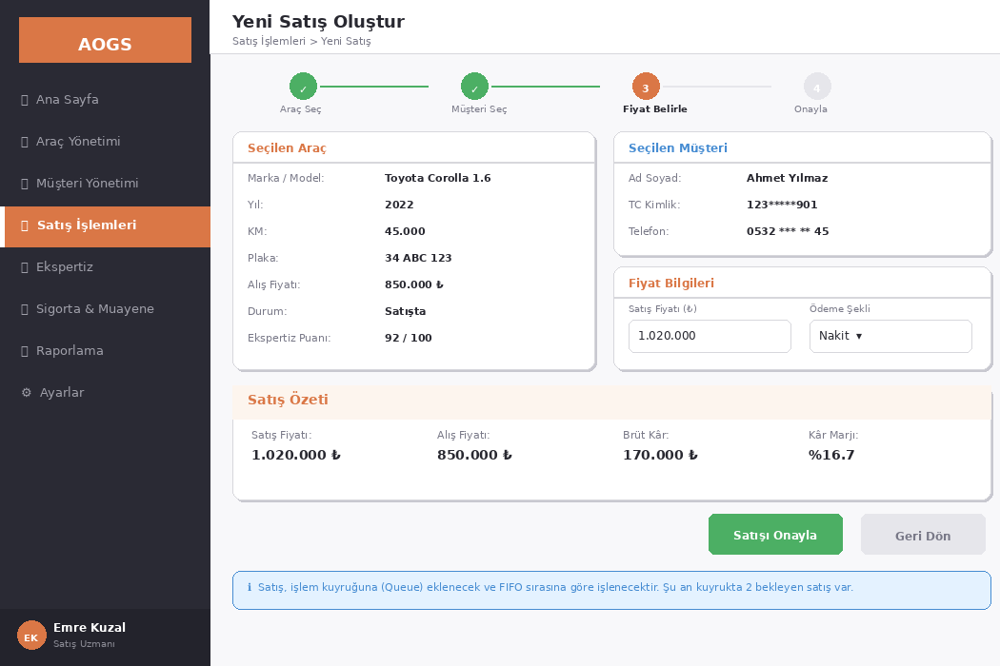 AOGS
Ana Sayfa
Araç Yönetimi
Müşteri Yönetimi
Satış İşlemleri
Ekspertiz
Sigorta & Muayene
Raporlama
⚙ Ayarlar
EK
Emre Kuzal
Satış Uzmanı
Yeni Satış Oluştur
Satış İşlemleri > Yeni Satış
✓ ✓ 3 4
Araç Seç Müşteri Seç Fiyat Belirle Onayla
Seçilen Araç
Marka / Model: Toyota Corolla 1.6
Yıl: 2022
KM: 45.000
Plaka: 34 ABC 123
Alış Fiyatı: 850.000 ₺
Durum: Satışta
Ekspertiz Puanı: 92 / 100
Seçilen Müşteri
Ad Soyad: Ahmet Yılmaz
TC Kimlik: 123*****901
Telefon: 0532 *** ** 45
Fiyat Bilgileri
Satış Fiyatı (₺) Ödeme Şekli
1.020.000 Nakit ▾
Satış Özeti
Satış Fiyatı: Alış Fiyatı: Brüt Kâr: Kâr Marjı:
1.020.000 ₺ 850.000 ₺ 170.000 ₺ %16.7
Satışı Onayla Geri Dön
ℹ Satış, işlem kuyruğuna (Queue) eklenecek ve FIFO sırasına göre işlenecektir. Şu an kuyrukta 2 bekleyen satış var.